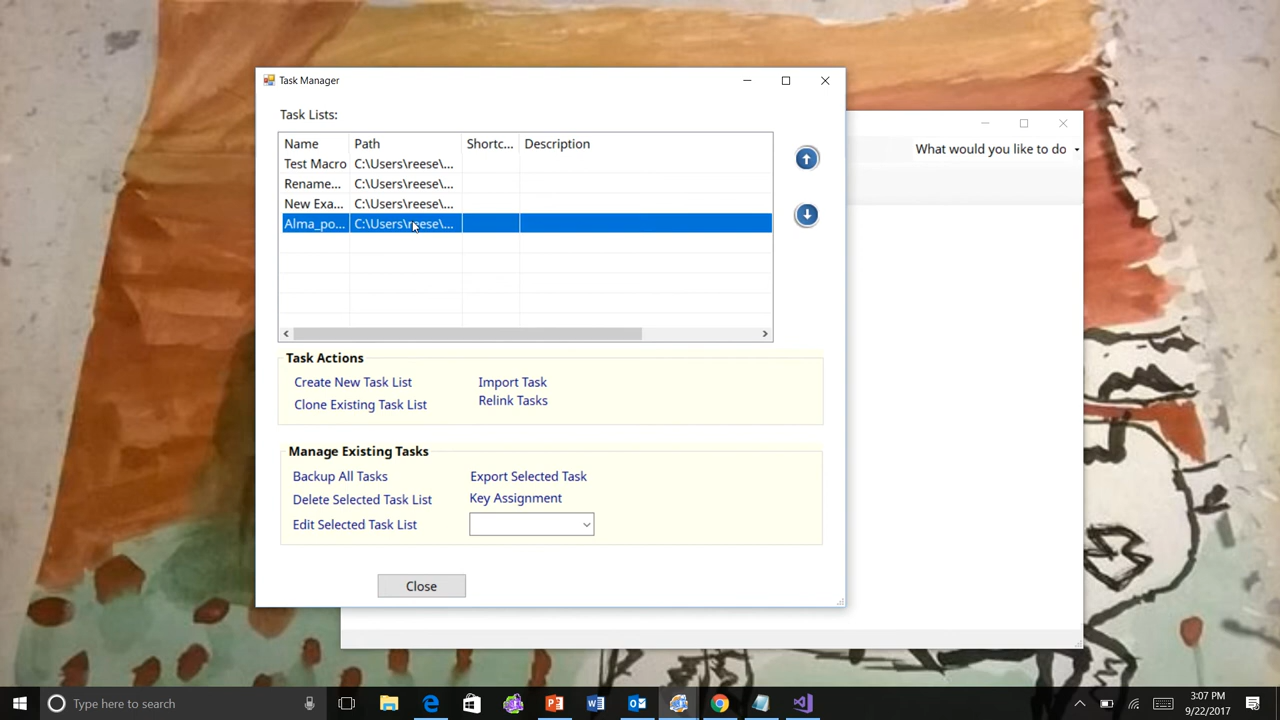 Task Manager
Task Lists:
Name Path Shortc... Description
Test Macro C:\Users\reese\...
Rename... C:\Users\reese\...
New Exa... C:\Users\reese\...
Alma_po... C:\Users\reese\...
What would you like to do
Task Actions
Create New Task List Import Task
Clone Existing Task List Relink Tasks
Manage Existing Tasks
Backup All Tasks Export Selected Task
Delete Selected Task List Key Assignment
Edit Selected Task List
Close
Type here to search
3:07 PM
9/22/2017